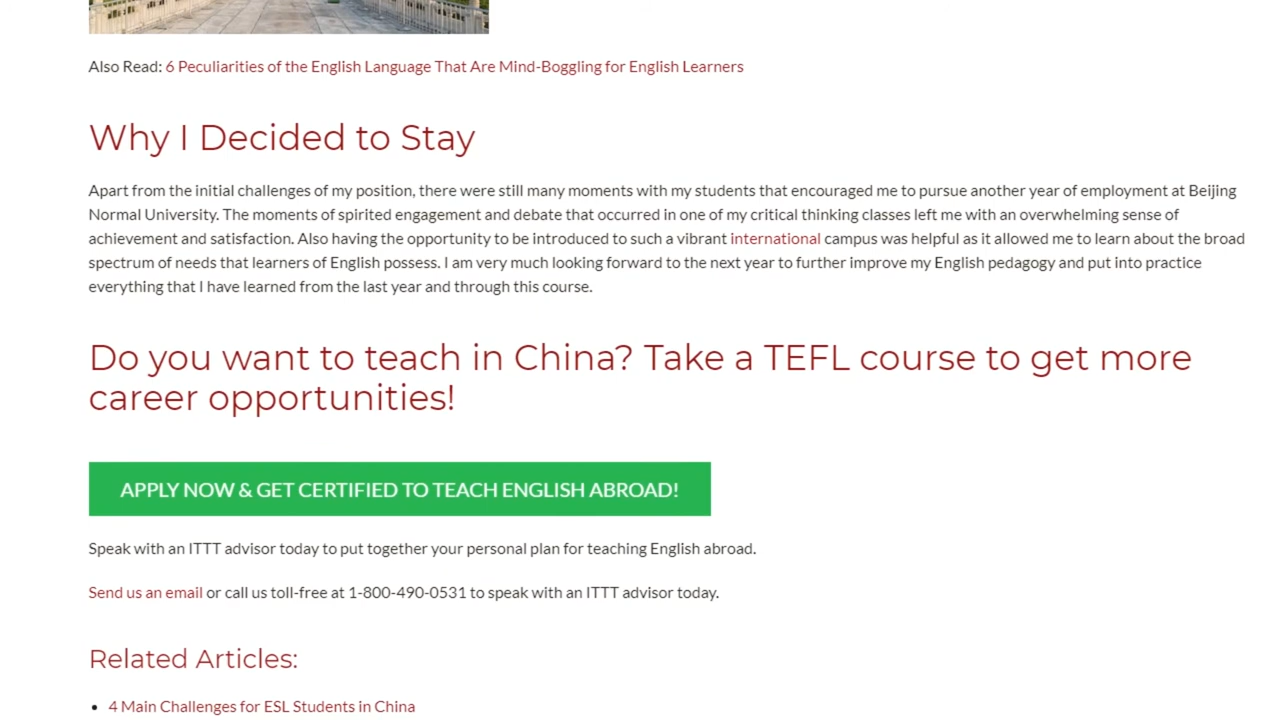 Also Read: 6 Peculiarities of the English Language That Are Mind-Boggling for English Learners
Why I Decided to Stay
Apart from the initial challenges of my position, there were still many moments with my students that encouraged me to pursue another year of employment at Beijing
Normal University. The moments of spirited engagement and debate that occurred in one of my critical thinking classes left me with an overwhelming sense of
achievement and satisfaction. Also having the opportunity to be introduced to such a vibrant international campus was helpful as it allowed me to learn about the broad
spectrum of needs that learners of English possess. I am very much looking forward to the next year to further improve my English pedagogy and put into practice
everything that I have learned from the last year and through this course.
Do you want to teach in China? Take a TEFL course to get more
career opportunities!
APPLY NOW & GET CERTIFIED TO TEACH ENGLISH ABROAD!
Speak with an ITTT advisor today to put together your personal plan for teaching English abroad.
Send us an email or call us toll-free at 1-800-490-0531 to speak with an ITTT advisor today.
Related Articles:
• 4 Main Challenges for ESL Students in China